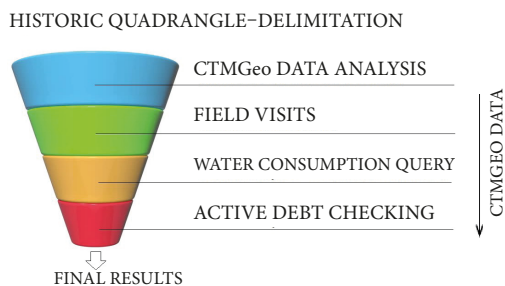 HISTORIC QUADRANGLE-DELIMITATION
CTMGeo DATA ANALYSIS
FIELD VISITS
WATER CONSUMPTION QUERY
ACTIVE DEBT CHECKING
CTMGEO DATA
FINAL RESULTS